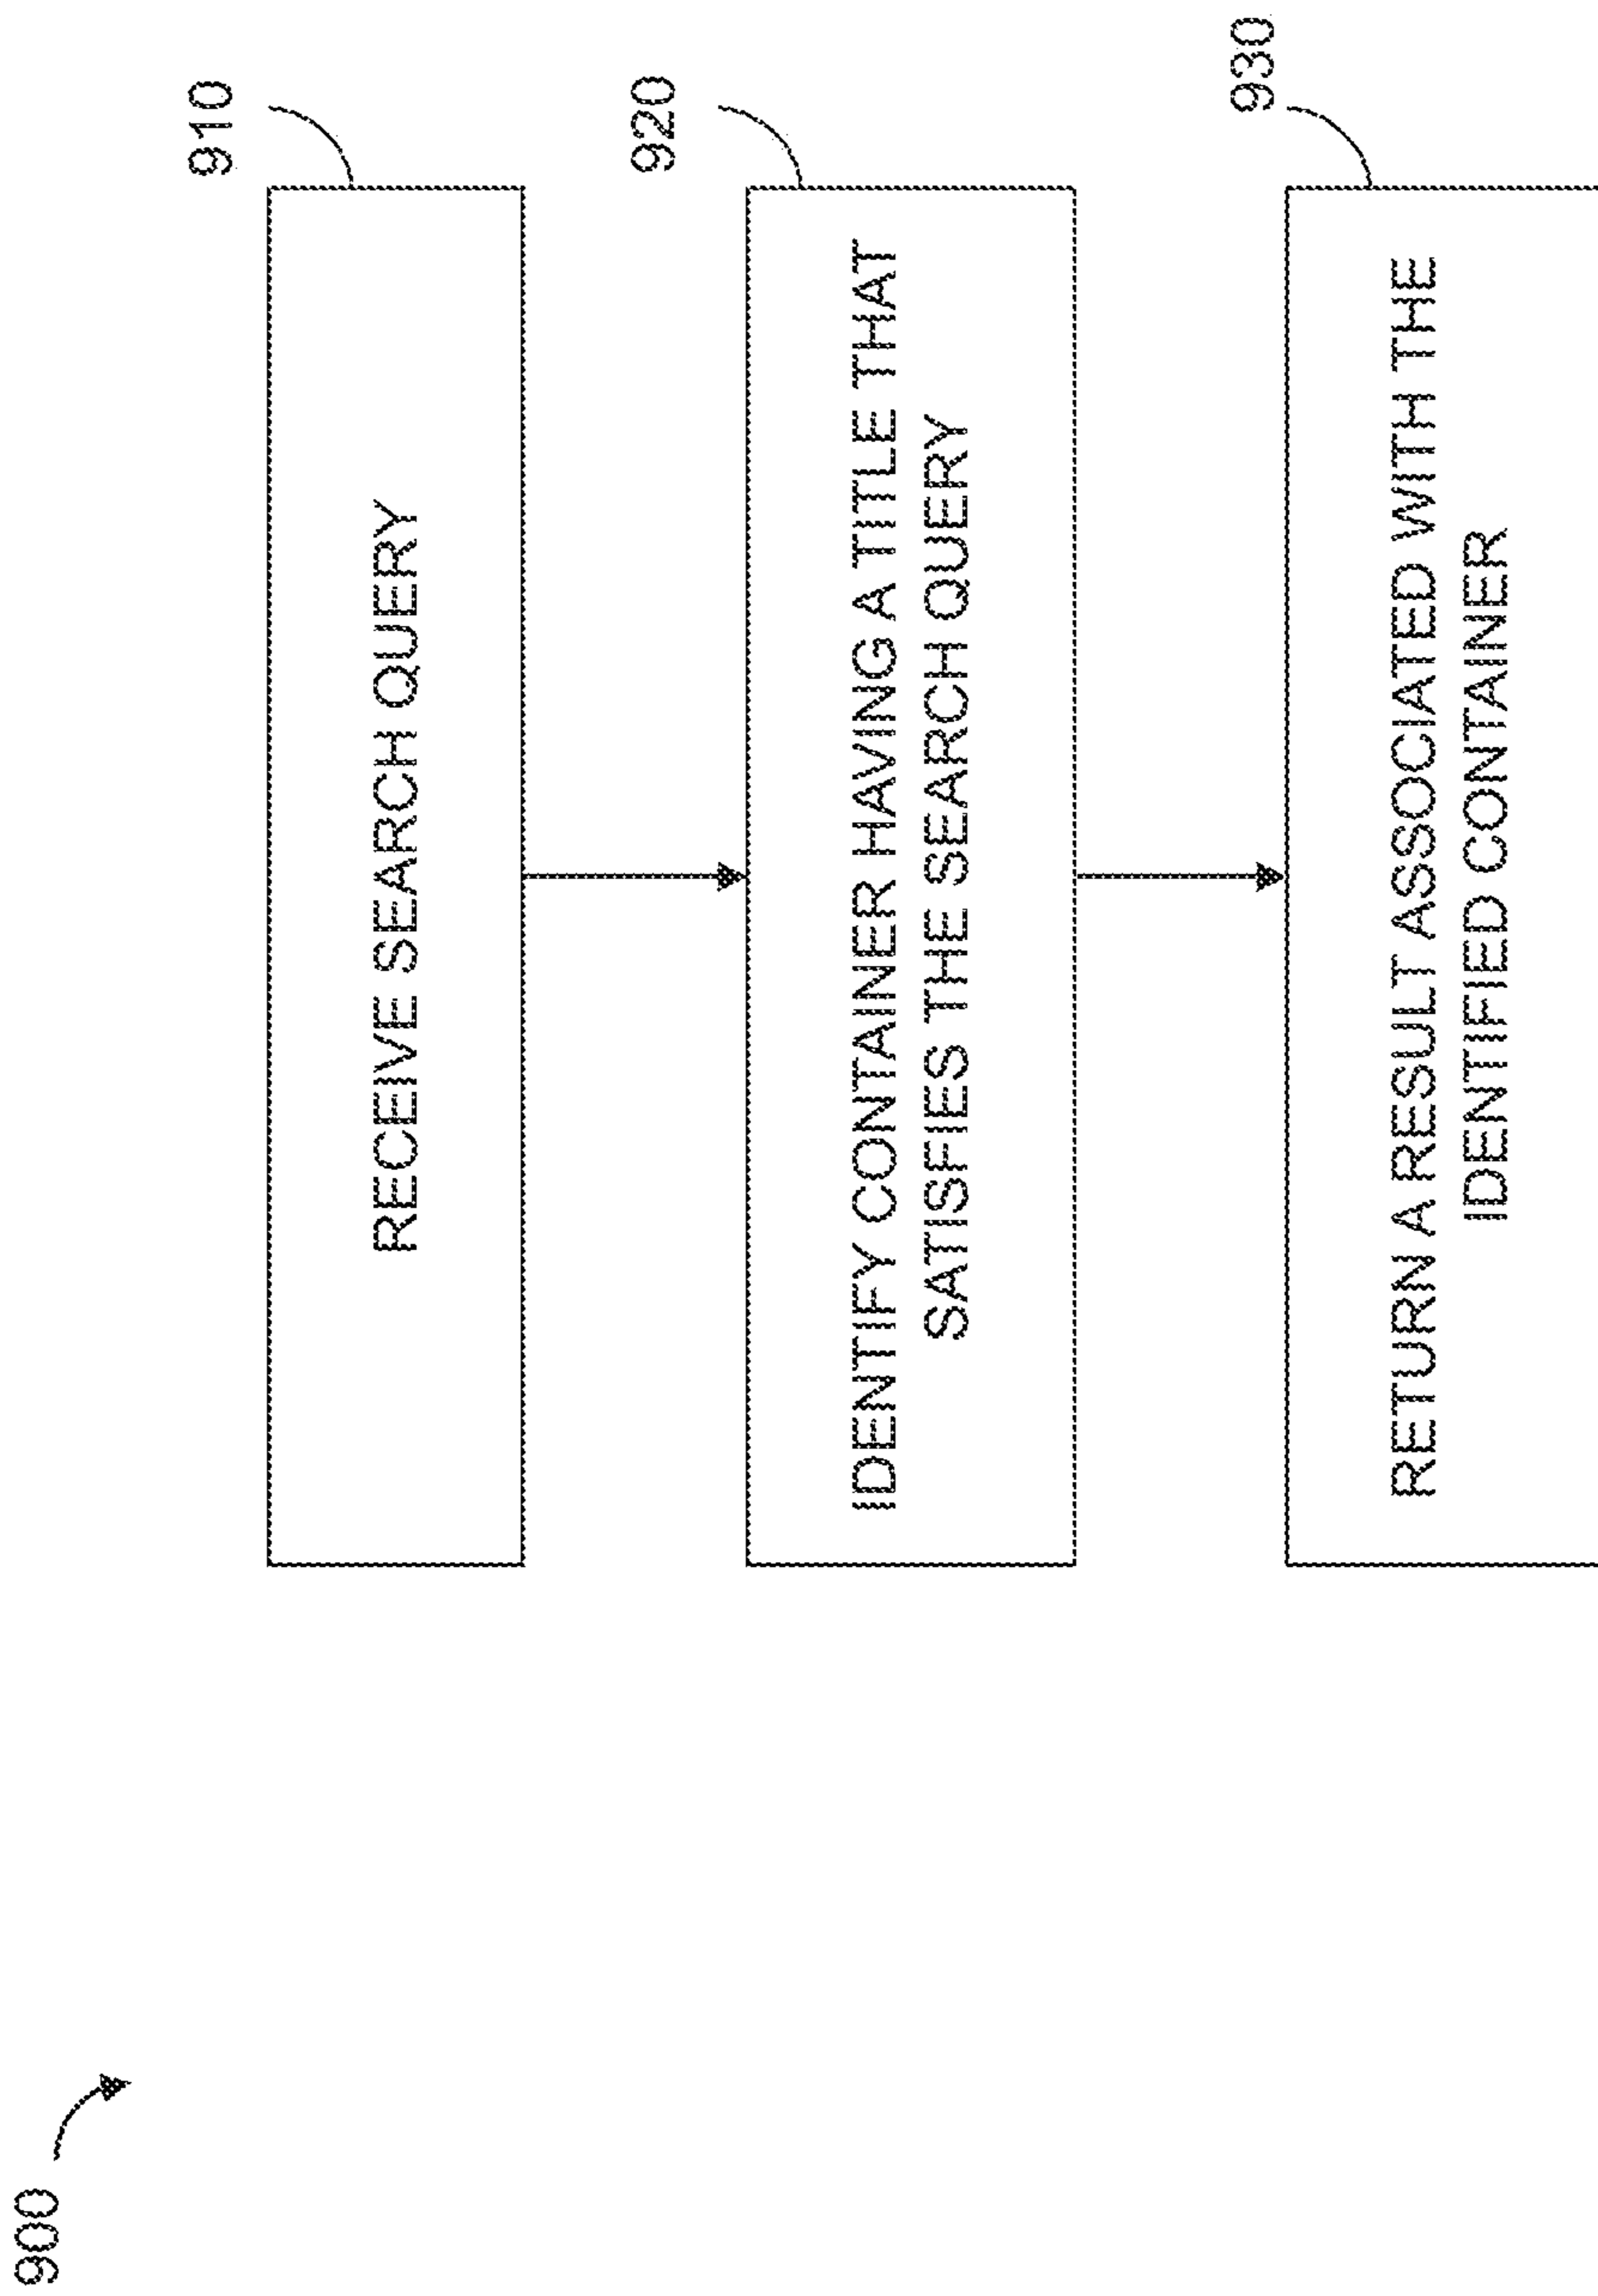 900
910
RECEIVE SEARCH QUERY
920
IDENTIFY CONTAINER HAVING A TITLE THAT
SATISFIES THE SEARCH QUERY
930
RETURN A RESULT ASSOCIATED WITH THE
IDENTIFIED CONTAINER